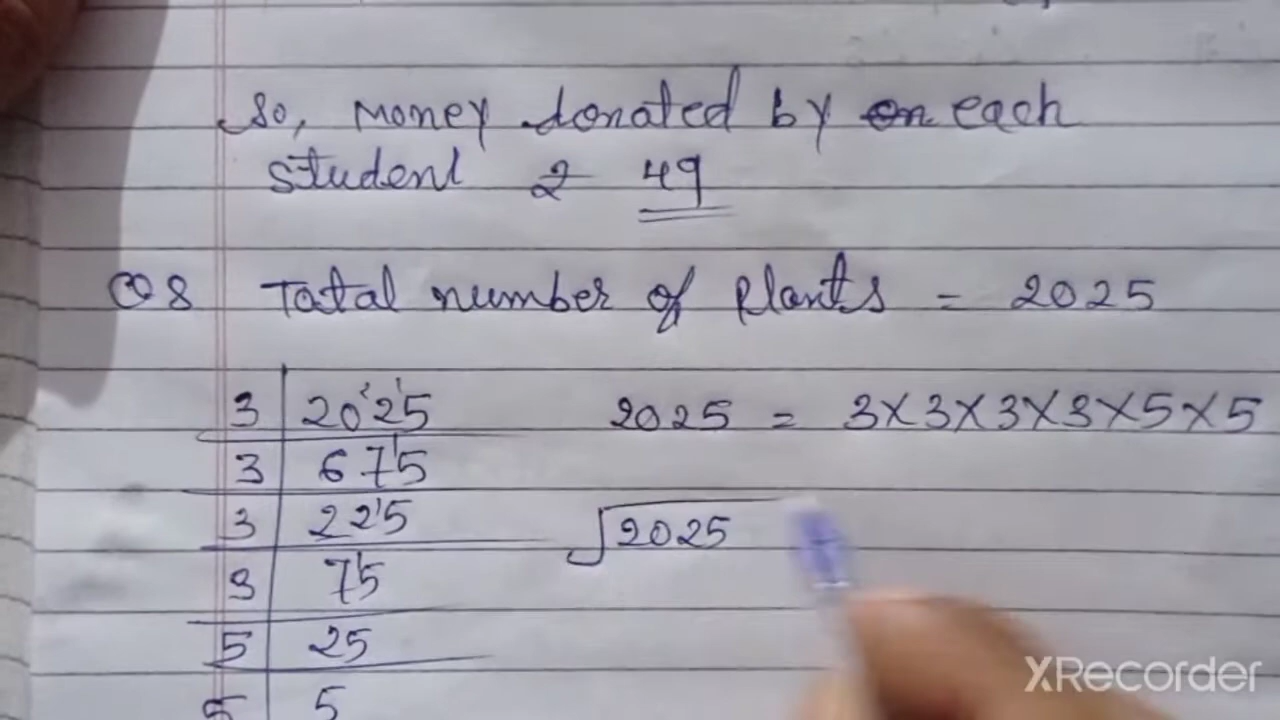 So, Money donated by each
student = 49
Q8 Total number of Plants = 2025
3 | 2025
2025 = 3×3×3×3×5×5
3 | 675
3 | 225
√2025
3 | 75
5 | 25
5 | 5
XRecorder